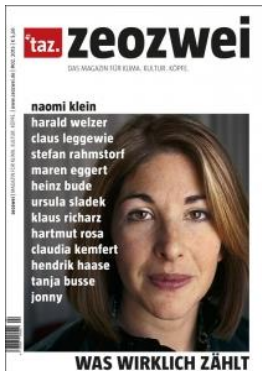 taz. zeozwei
DAS MAGAZIN FÜR KLIMA. KULTUR. KÖPFE.
naomi klein
harald welzer
claus leggewie
stefan rahmstorf
maren eggert
heinz bude
ursula sladek
klaus richarz
hartmut rosa
claudia kemfert
hendrik haase
tanja busse
jonny
WAS WIRKLICH ZÄHLT